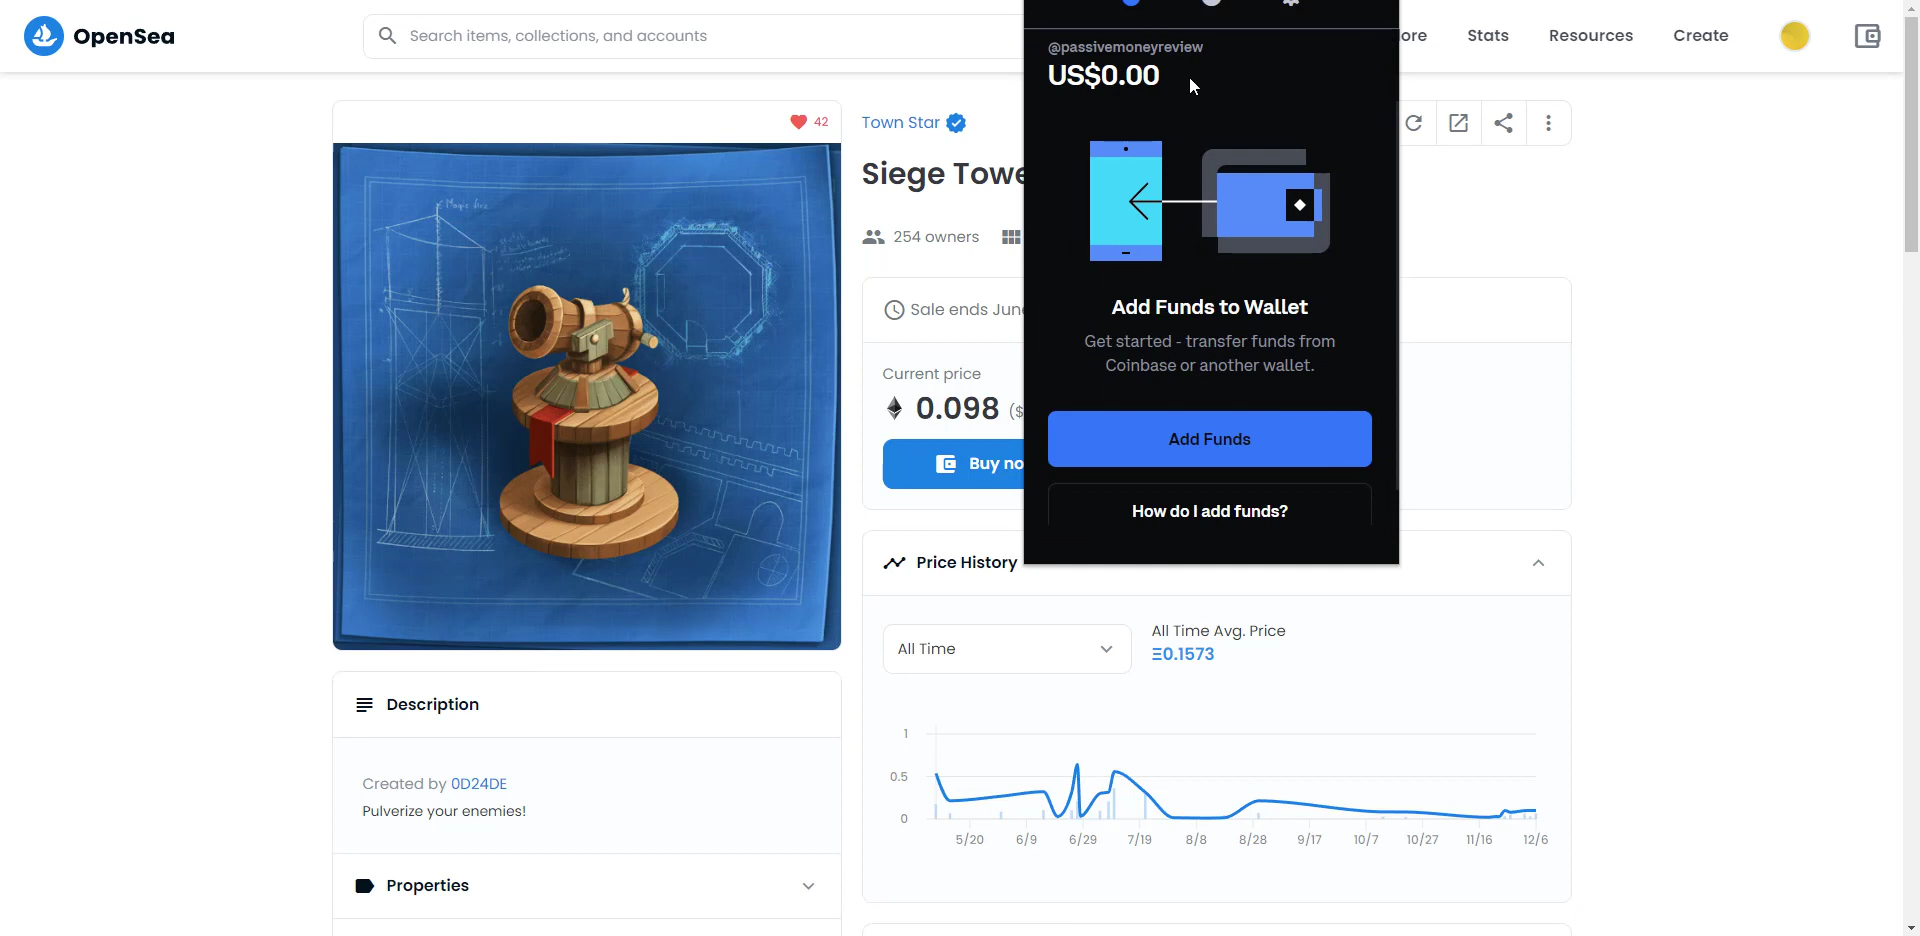 OpenSea
Search items, collections, and accounts
ore
Stats
Resources
Create
@passivemoneyreview
US$0.00
Add Funds to Wallet
Get started - transfer funds from
Coinbase or another wallet.
Add Funds
How do I add funds?
42
Magic fire
Town Star
Siege Towe
254 owners
Sale ends June
Current price
0.098 ($
Buy no
Price History
All Time
All Time Avg. Price
Ξ0.1573
1
0.5
0
5/20 6/9 6/29 7/19 8/8 8/28 9/17 10/7 10/27 11/16 12/6
Description
Created by 0D24DE
Pulverize your enemies!
Properties